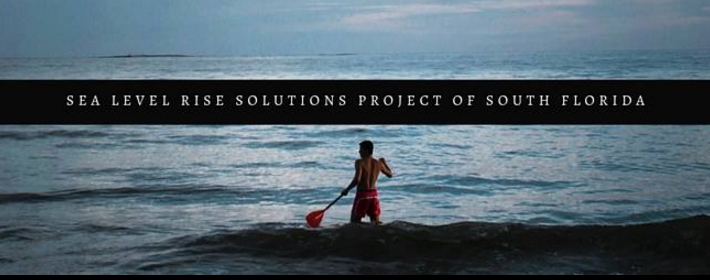 SEA LEVEL RISE SOLUTIONS PROJECT OF SOUTH FLORIDA